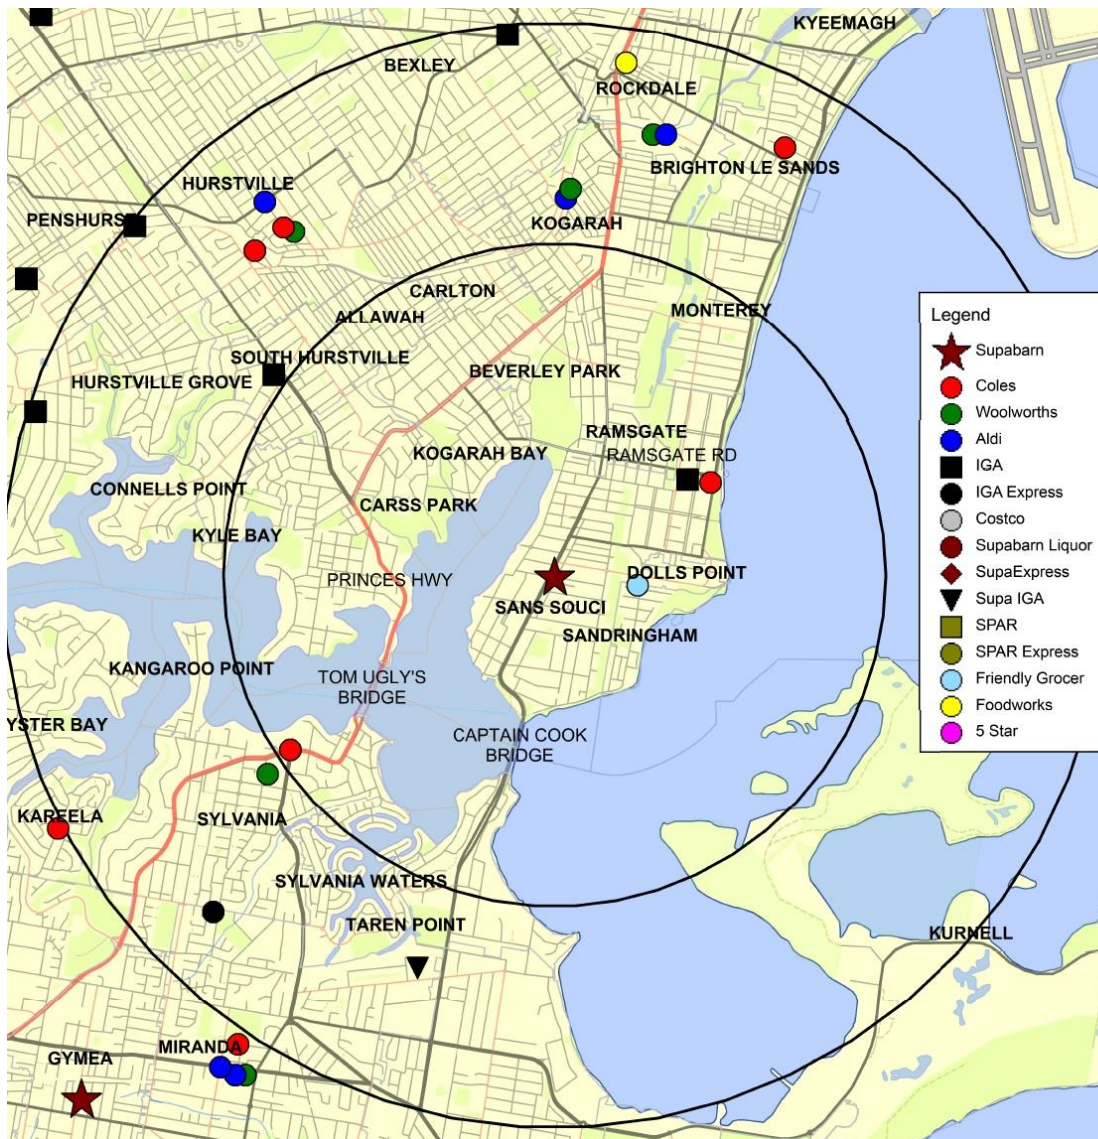 KYEEMAGH
BEXLEY
ROCKDALE
BRIGHTON LE SANDS
HURSTVILLE
PENSHURS
KOGARAH
CARLTON
MONTEREY
ALLAWAH
SOUTH HURSTVILLE
HURSTVILLE GROVE
BEVERLEY PARK
RAMSGATE
KOGARAH BAY
RAMSGATE RD
CONNELLS POINT
CARSS PARK
KYLE BAY
PRINCES HWY
DOLLS POINT
SANS SOUCI
SANDRINGHAM
KANGAROO POINT
TOM UGLY'S
BRIDGE
YSTER BAY
CAPTAIN COOK
BRIDGE
KAREELA
SYLVANIA
SYLVANIA WATERS
TAREN POINT
KURNELL
MIRANDA
GYMEA
Legend
Supabarn
Coles
Woolworths
Aldi
IGA
IGA Express
Costco
Supabarn Liquor
SupaExpress
Supa IGA
SPAR
SPAR Express
Friendly Grocer
Foodworks
5 Star